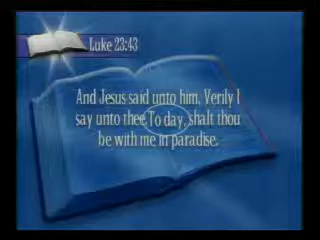 Luke 23:43
And Jesus said unto him, Verily I
say unto thee,To day, shalt thou
be with me in paradise.